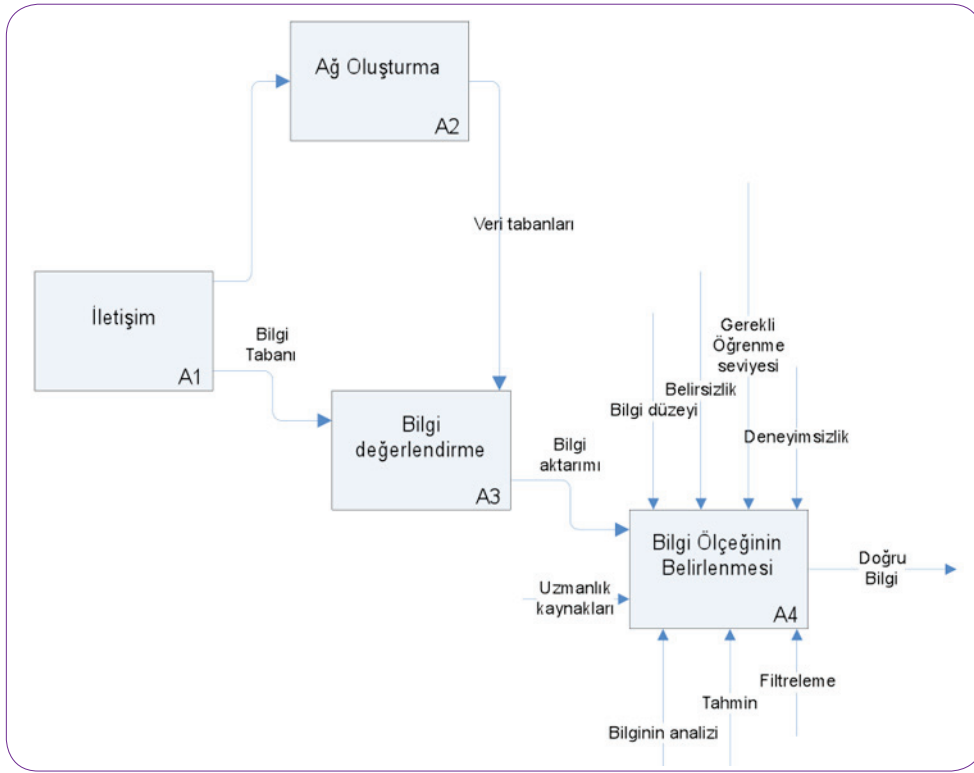 Ağ Oluşturma
A2
Veri tabanları
İletişim
A1
Bilgi
Tabanı
Gerekli
Öğrenme
seviyesi
Belirsizlik
Bilgi düzeyi
Deneyimsizlik
Bilgi
değerlendirme
A3
Bilgi
aktarımı
Bilgi Ölçeğinin
Belirlenmesi
A4
Doğru
Bilgi
Uzmanlık
kaynakları
Filtreleme
Tahmin
Bilginin analizi